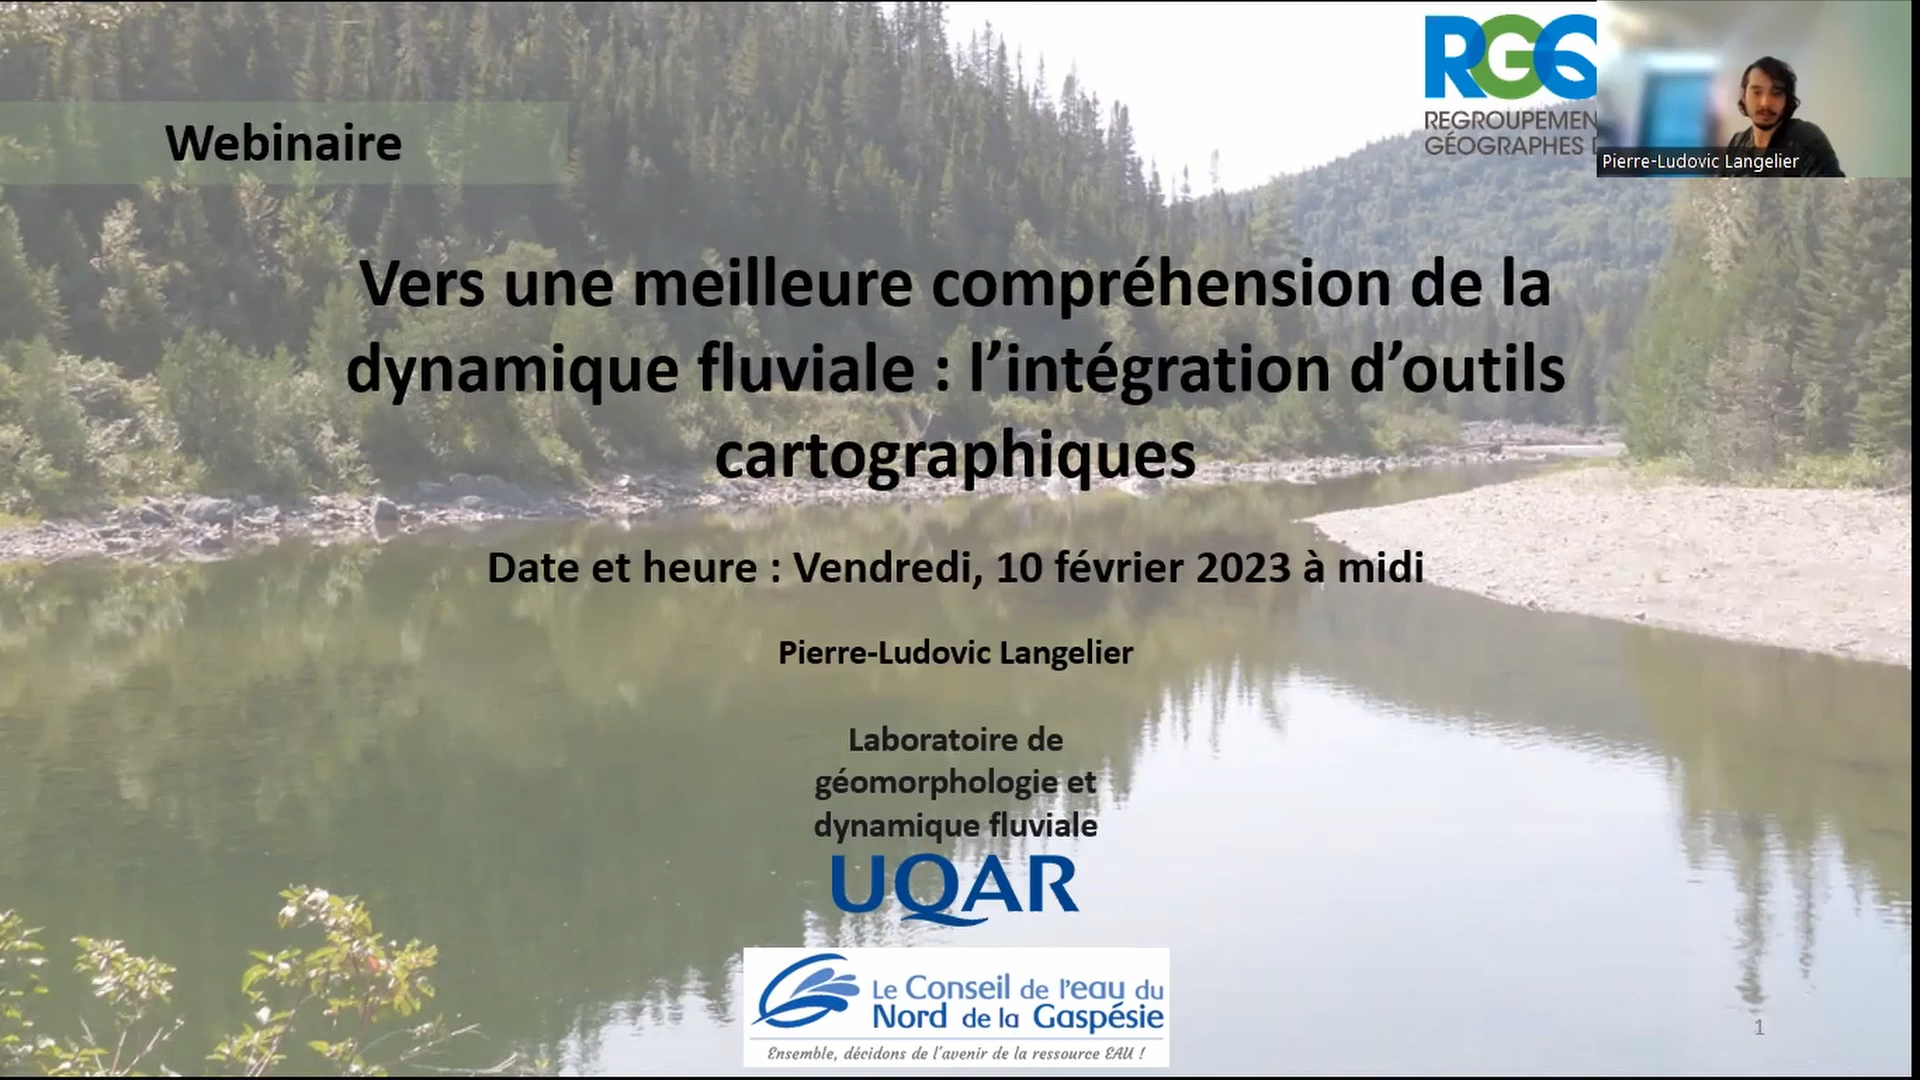 RGG
REGROUPEMEN
GÉOGRAPHES
Pierre-Ludovic Langelier
Webinaire
Vers une meilleure compréhension de la
dynamique fluviale : l’intégration d’outils
cartographiques
Date et heure : Vendredi, 10 février 2023 à midi
Pierre-Ludovic Langelier
Laboratoire de
géomorphologie et
dynamique fluviale
UQAR
Le Conseil de l'eau du
Nord de la Gaspésie
Ensemble, décidons de l'avenir de la ressource EAU !
1